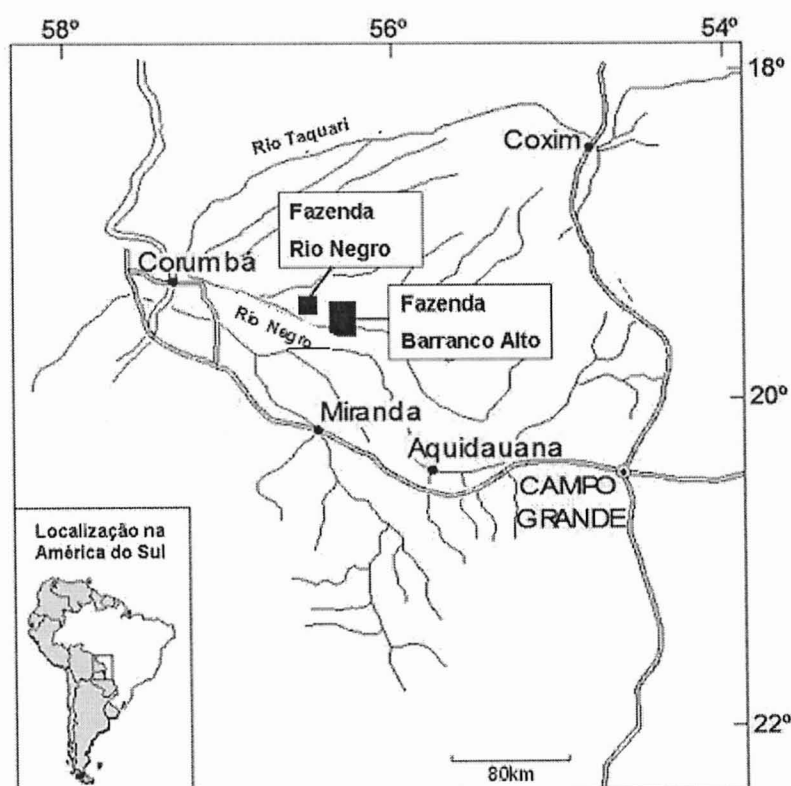 58º
56º
54º
18º
Rio Taquari
Coxim
Fazenda
Rio Negro
Corumbá
Fazenda
Barranco Alto
Rio Negro
20º
Miranda
Aquidauana
CAMPO
GRANDE
Localização na
América do Sul
22º
80km